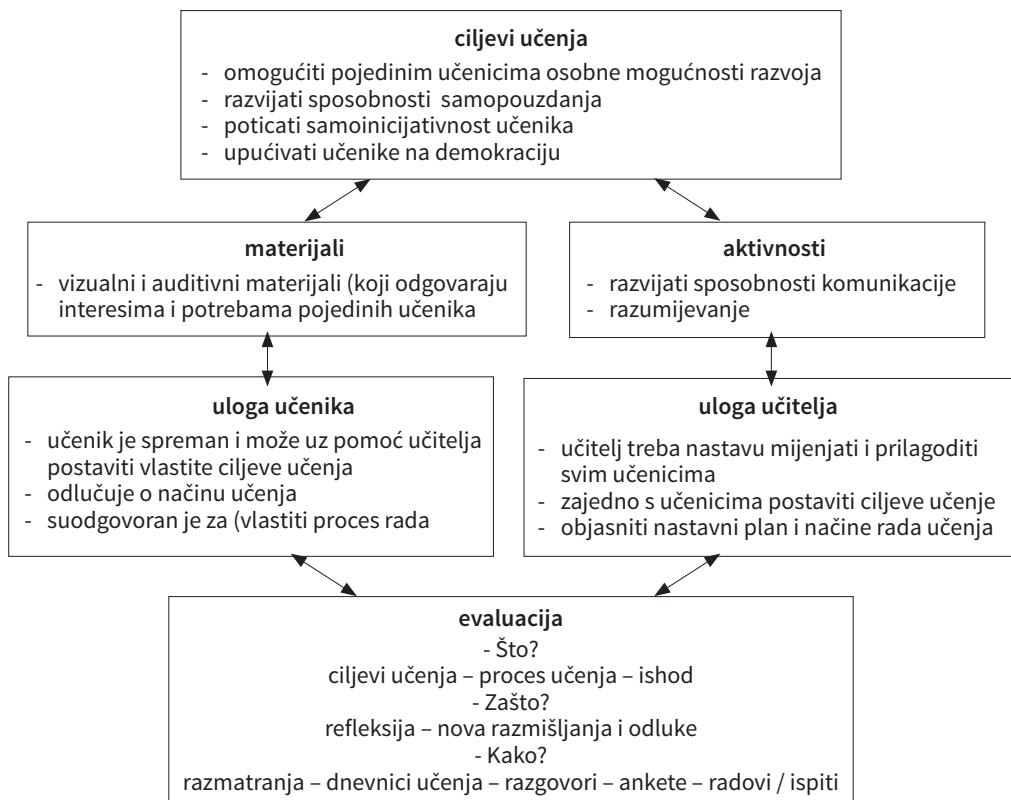 ciljevi učenja
- omogućiti pojedinim učenicima osobne mogućnosti razvoja
- razvijati sposobnosti samopouzdanja
- poticati samoinicijativnost učenika
- upućivati učenike na demokraciju
materijali
- vizualni i auditivni materijali (koji odgovaraju
interesima i potrebama pojedinih učenika
aktivnosti
- razvijati sposobnosti komunikacije
- razumijevanje
uloga učenika
- učenik je spreman i može uz pomoć učitelja
postaviti vlastite ciljeve učenja
- odlučuje o načinu učenja
- suodgovoran je za (vlastiti proces rada
uloga učitelja
- učitelj treba nastavu mijenjati i prilagoditi
svim učenicima
- zajedno s učenicima postaviti ciljeve učenje
- objasniti nastavni plan i načine rada učenja
evaluacija
- Što?
ciljevi učenja – proces učenja – ishod
- Zašto?
refleksija – nova razmišljanja i odluke
- Kako?
razmatranja – dnevnici učenja – razgovori – ankete – radovi / ispiti